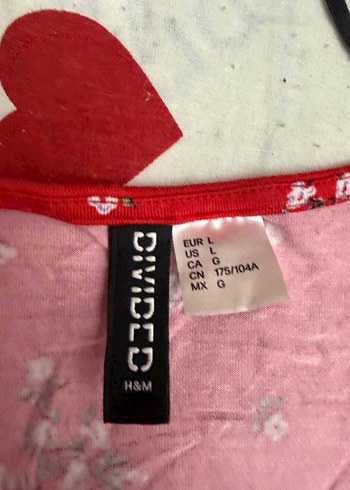 DIVIDED
H&M
EUR L
US L
CA G
CN 175/104A
MX G